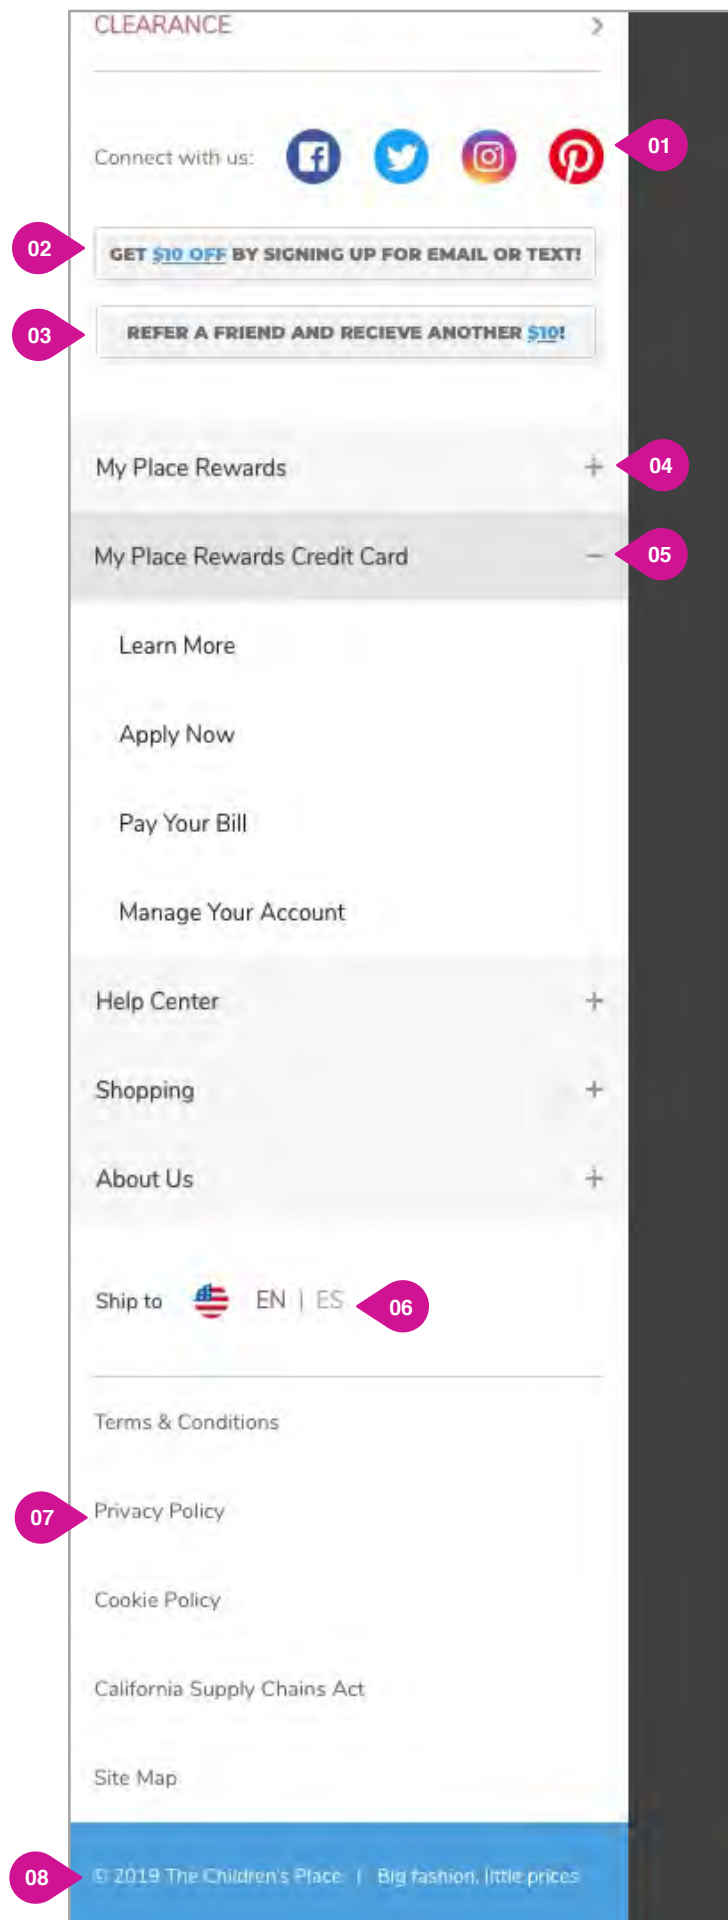 CLEARANCE
Connect with us:
01
02
GET $10 OFF BY SIGNING UP FOR EMAIL OR TEXT!
03
REFER A FRIEND AND RECIEVE ANOTHER $10!
My Place Rewards
04
My Place Rewards Credit Card
05
Learn More
Apply Now
Pay Your Bill
Manage Your Account
Help Center
Shopping
About Us
Ship to EN | ES
06
Terms & Conditions
07
Privacy Policy
Cookie Policy
California Supply Chains Act
Site Map
08
© 2019 The Children's Place | Big fashion, little prices